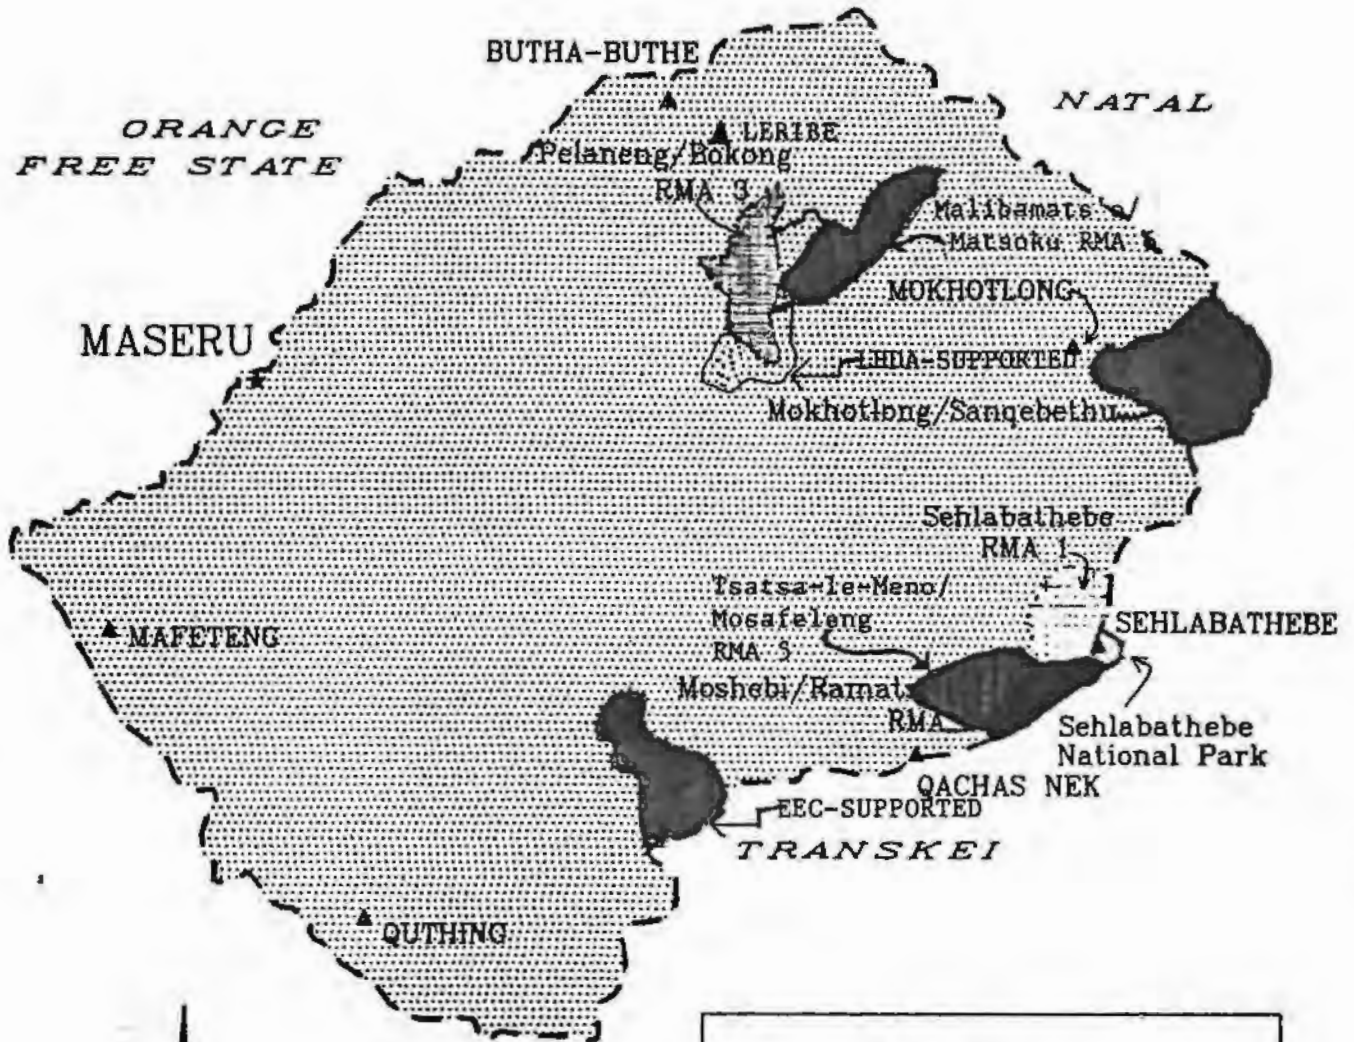 BUTHA-BUTHE
NATAL
ORANGE
FREE STATE
LERIBE
Pelaneng/Bokong
RMA 3
Malibamats
Matsoku RMA
MOKHOTLONG
MASERU
LHDA-SUPPORTED
Mokhotlong/Sanqebethu
Sehlabathebe
RMA 1
Tsatsa-le-Meno/
Mosafeleng
RMA 5
SEHLABATHEBE
MAFETENG
Moshebi/Ramats
RMA
Sehlabathebe
National Park
QACHAS NEK
EEC-SUPPORTED
TRANSKEI
QUTHING